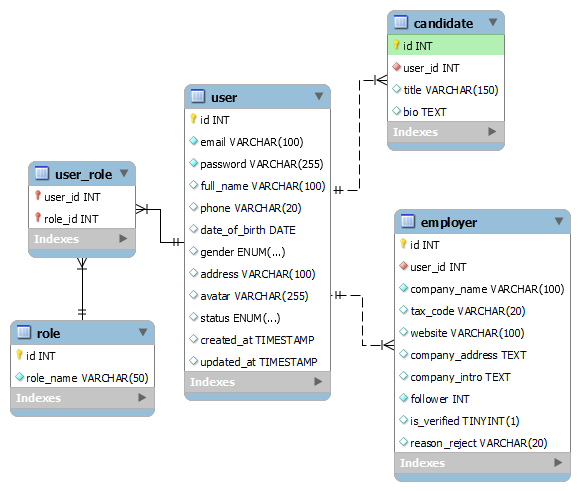 candidate
id INT
user_id INT
title VARCHAR(150)
bio TEXT
Indexes
user
id INT
email VARCHAR(100)
password VARCHAR(255)
full_name VARCHAR(100)
phone VARCHAR(20)
date_of_birth DATE
gender ENUM(...)
address VARCHAR(100)
avatar VARCHAR(255)
status ENUM(...)
created_at TIMESTAMP
updated_at TIMESTAMP
Indexes
user_role
user_id INT
role_id INT
Indexes
employer
id INT
user_id INT
company_name VARCHAR(100)
tax_code VARCHAR(20)
website VARCHAR(100)
company_address TEXT
company_intro TEXT
follower INT
is_verified TINYINT(1)
reason_reject VARCHAR(20)
Indexes
role
id INT
role_name VARCHAR(50)
Indexes